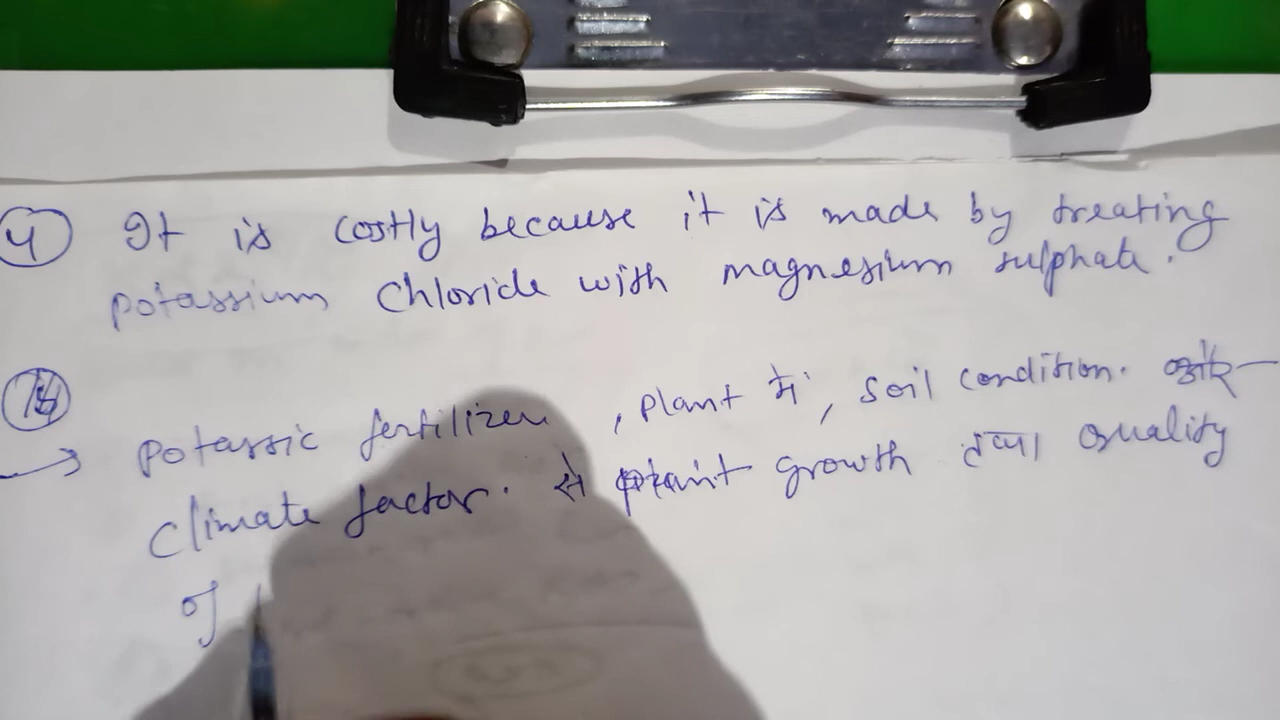 4 It is costly because it is made by treating
potassium chloride with magnesium sulphate.
→ potassic fertilizer, plant में, soil condition.
climate factor. से plant growth तथा quality
of